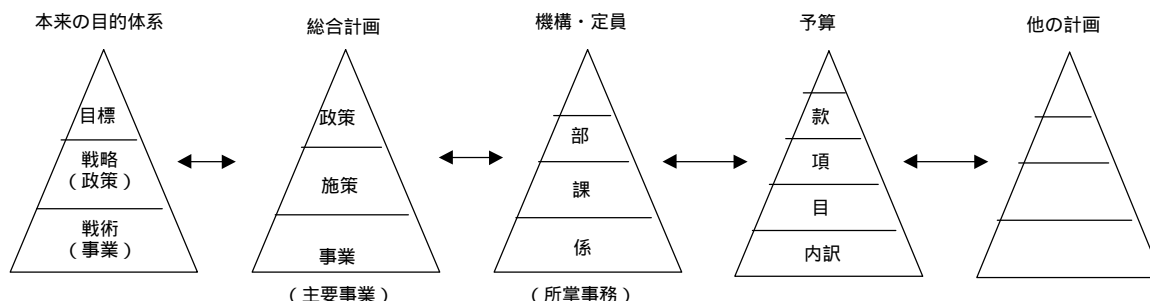 本来の目的体系
目標
戦略
（政策）
戦術
（事業）
総合計画
政策
施策
事業
（主要事業）
機構・定員
部
課
係
（所掌事務）
予算
款
項
目
内訳
他の計画